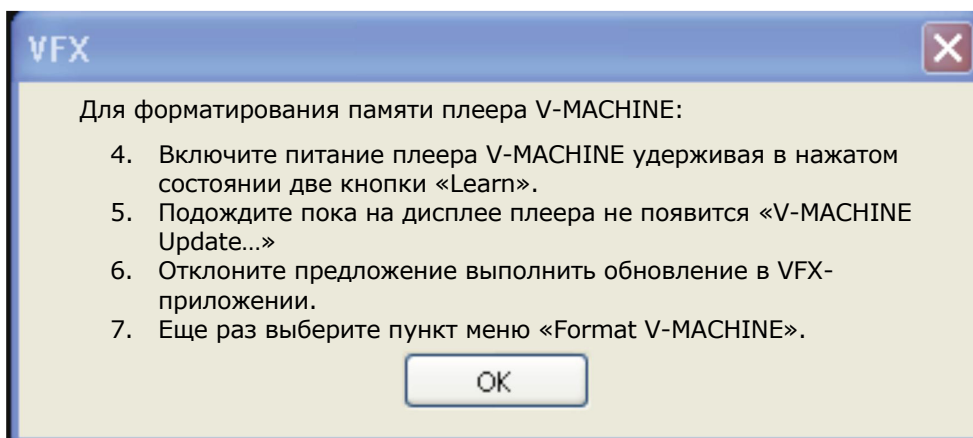 VFX
Для форматирования памяти плеера V-MACHINE:
4. Включите питание плеера V-MACHINE удерживая в нажатом
состоянии две кнопки «Learn».
5. Подождите пока на дисплее плеера не появится «V-MACHINE
Update…»
6. Отклоните предложение выполнить обновление в VFX-
приложении.
7. Еще раз выберите пункт меню «Format V-MACHINE».
OK